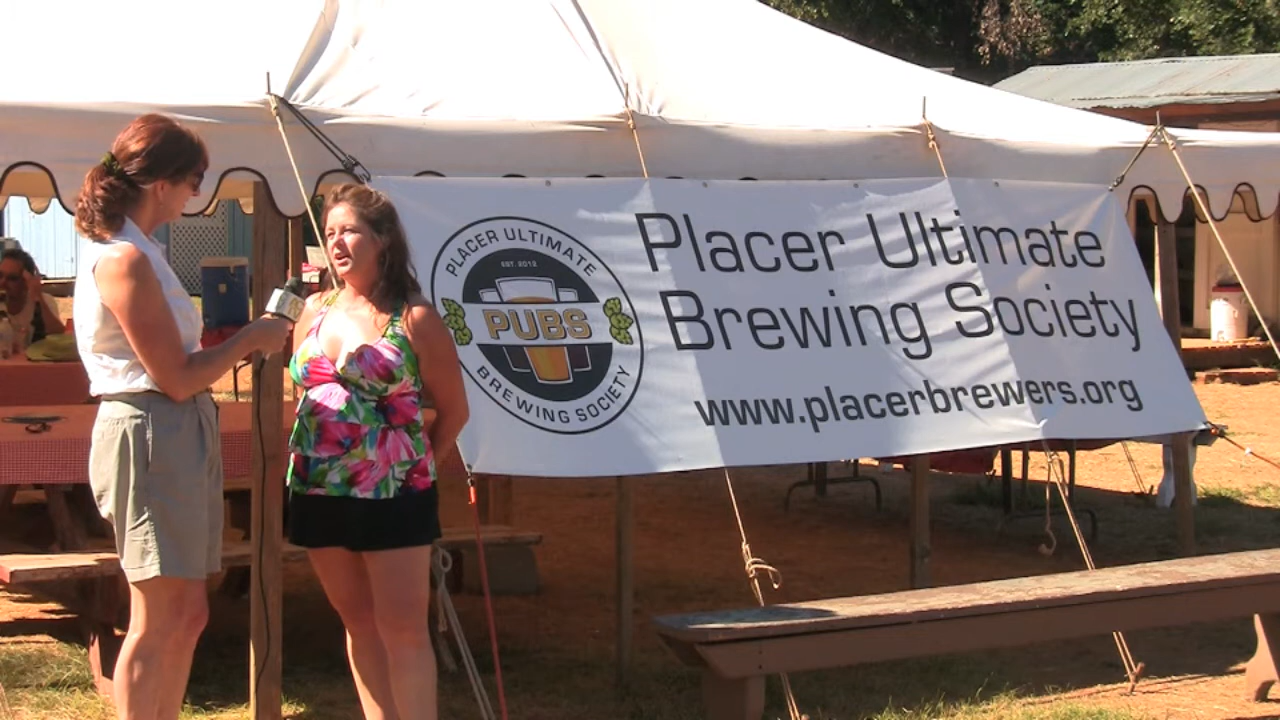 PLACER ULTIMATE
EST. 2012
PUBS
BREWING SOCIETY
Placer Ultimate
Brewing Society
www.placerbrewers.org